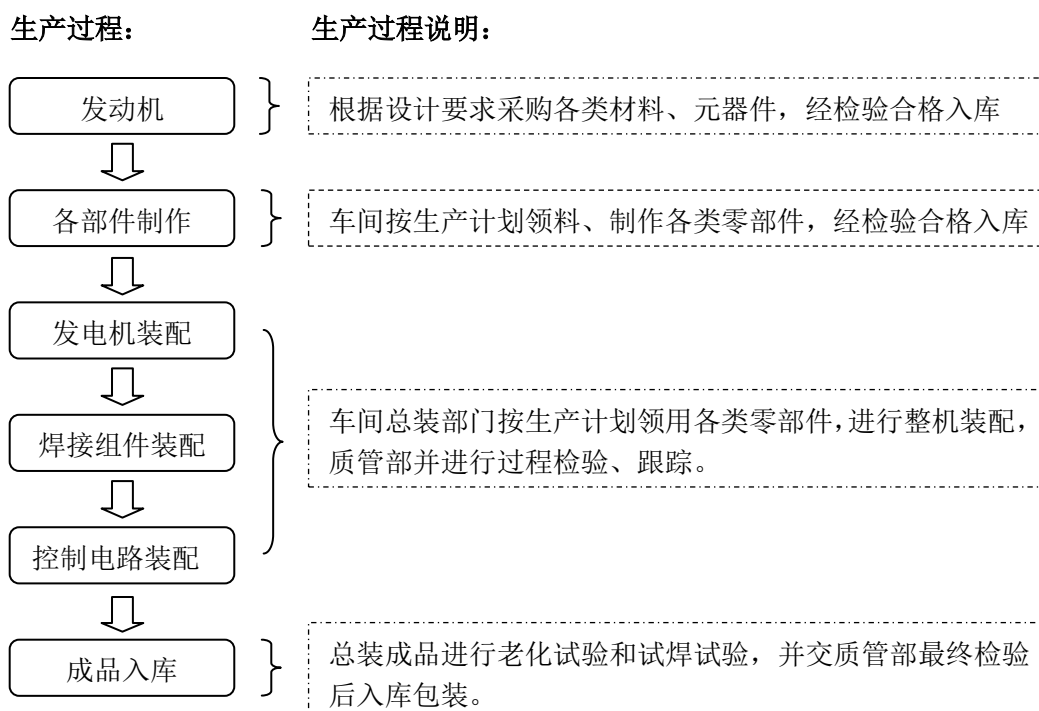 生产过程： 生产过程说明：
发动机
根据设计要求采购各类材料、元器件，经检验合格入库
各部件制作
车间按生产计划领料、制作各类零部件，经检验合格入库
发电机装配
焊接组件装配
车间总装部门按生产计划领用各类零部件，进行整机装配，
质管部并进行过程检验、跟踪。
控制电路装配
成品入库
总装成品进行老化试验和试焊试验，并交质管部最终检验
后入库包装。